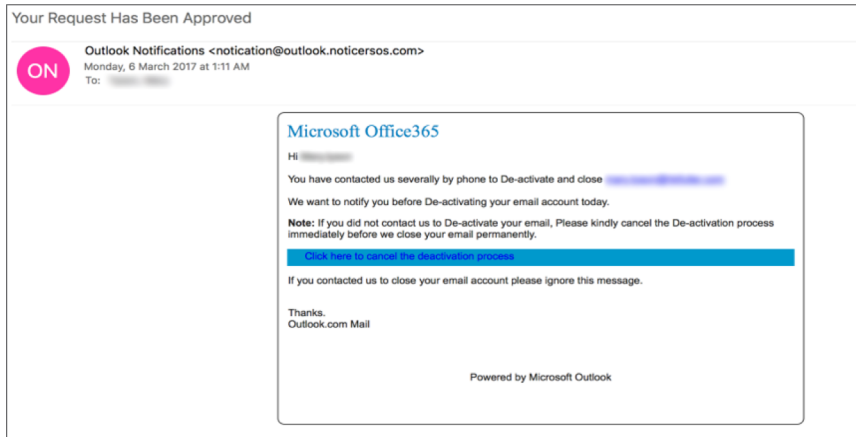 Your Request Has Been Approved
ON
Outlook Notifications <notication@outlook.noticersos.com>
Monday, 6 March 2017 at 1:11 AM
To:
Microsoft Office365
Hi
You have contacted us severally by phone to De-activate and close
We want to notify you before De-activating your email account today.
Note: If you did not contact us to De-activate your email, Please kindly cancel the De-activation process
immediately before we close your email permanently.
Click here to cancel the deactivation process
If you contacted us to close your email account please ignore this message.
Thanks.
Outlook.com Mail
Powered by Microsoft Outlook